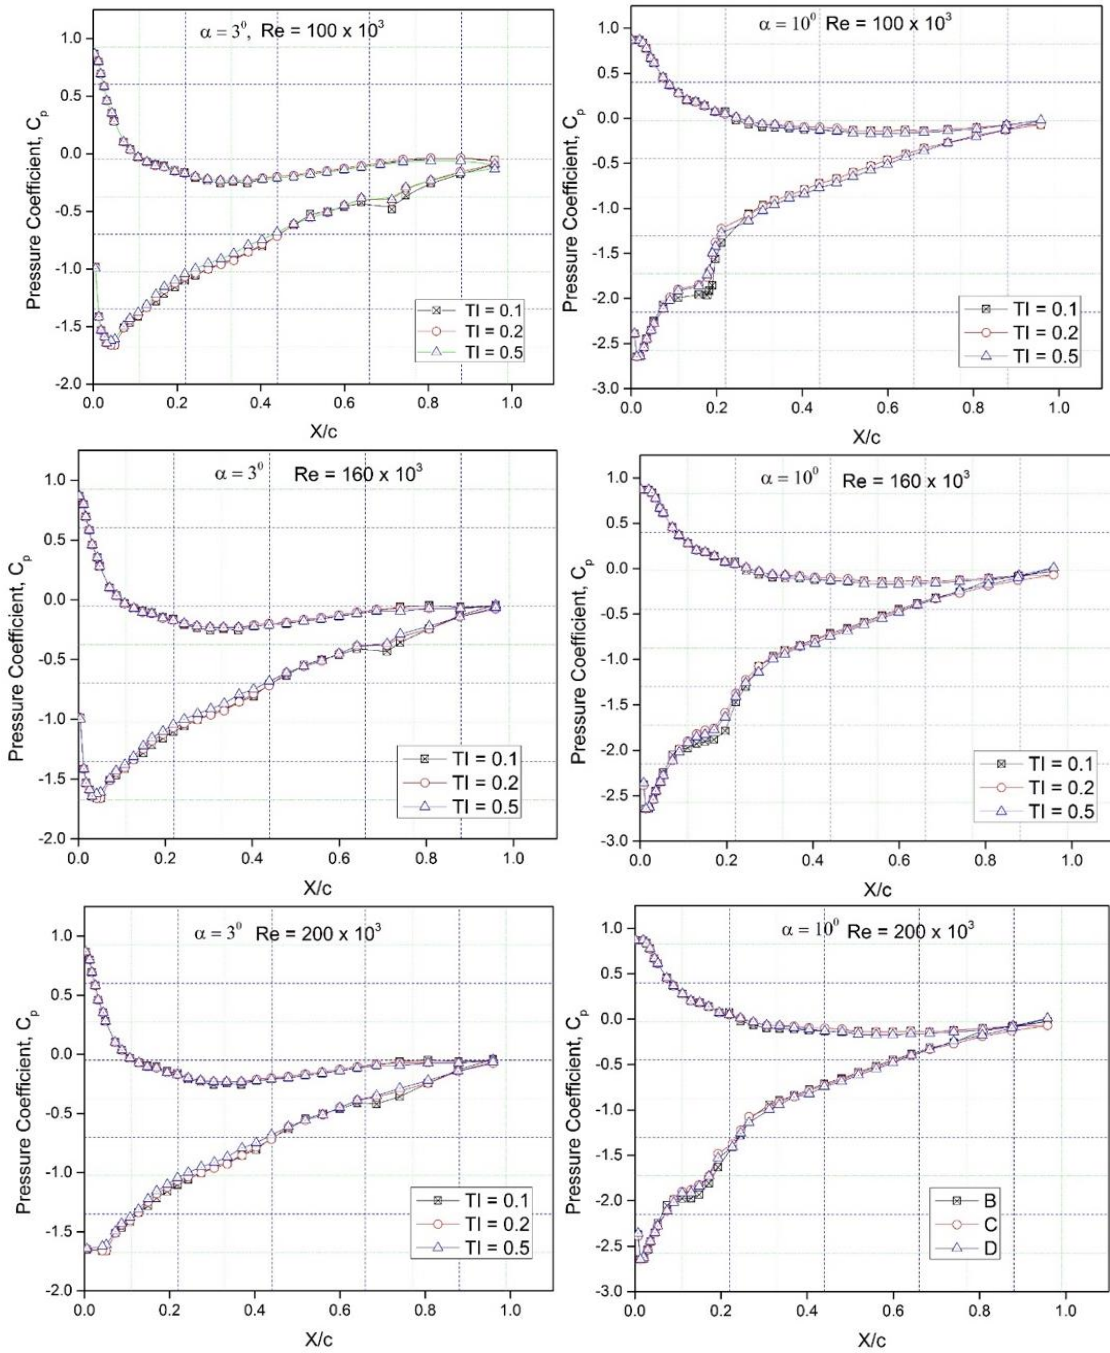 α = 3⁰, Re = 100 x 10³
Pressure Coefficient, Cₚ
1.0
0.5
0.0
-0.5
-1.0
-1.5
-2.0
TI = 0.1
TI = 0.2
TI = 0.5
0.0 0.2 0.4 0.6 0.8 1.0
X/c
α = 10⁰ Re = 100 x 10³
Pressure Coefficient, Cₚ
1.0
0.5
0.0
-0.5
-1.0
-1.5
-2.0
-2.5
-3.0
TI = 0.1
TI = 0.2
TI = 0.5
0.0 0.2 0.4 0.6 0.8 1.0
X/c
α = 3⁰ Re = 160 x 10³
Pressure Coefficient, Cₚ
1.0
0.5
0.0
-0.5
-1.0
-1.5
-2.0
TI = 0.1
TI = 0.2
TI = 0.5
0.0 0.2 0.4 0.6 0.8 1.0
X/c
α = 10⁰ Re = 160 x 10³
Pressure Coefficient, Cₚ
1.0
0.5
0.0
-0.5
-1.0
-1.5
-2.0
-2.5
-3.0
TI = 0.1
TI = 0.2
TI = 0.5
0.0 0.2 0.4 0.6 0.8 1.0
X/c
α = 3⁰ Re = 200 x 10³
Pressure Coefficient, Cₚ
1.0
0.5
0.0
-0.5
-1.0
-1.5
-2.0
TI = 0.1
TI = 0.2
TI = 0.5
0.0 0.2 0.4 0.6 0.8 1.0
X/c
α = 10⁰ Re = 200 x 10³
Pressure Coefficient, Cₚ
1.0
0.5
0.0
-0.5
-1.0
-1.5
-2.0
-2.5
-3.0
B
C
D
0.0 0.2 0.4 0.6 0.8 1.0
X/c